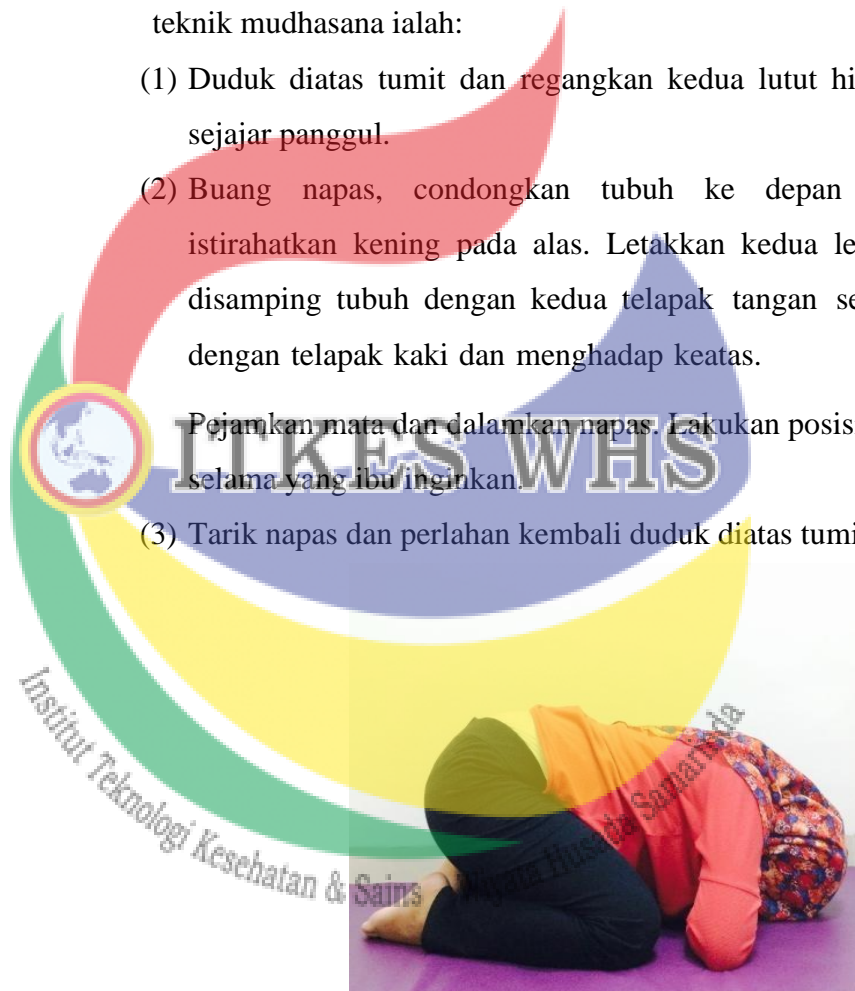 teknik mudhasana ialah:
(1) Duduk diatas tumit dan regangkan kedua lutut hi
sejajar panggul.
(2) Buang napas, condongkan tubuh ke depan
istirahatkan kening pada alas. Letakkan kedua le
disamping tubuh dengan kedua telapak tangan se
dengan telapak kaki dan menghadap keatas.
Pejamkan mata dan dalamkan napas. Lakukan posis
selama yang ibu inginkan.
ITKES WHS
(3) Tarik napas dan perlahan kembali duduk diatas tumi
Institut Teknologi Kesehatan & Sains Wiyata Husada Samarinda